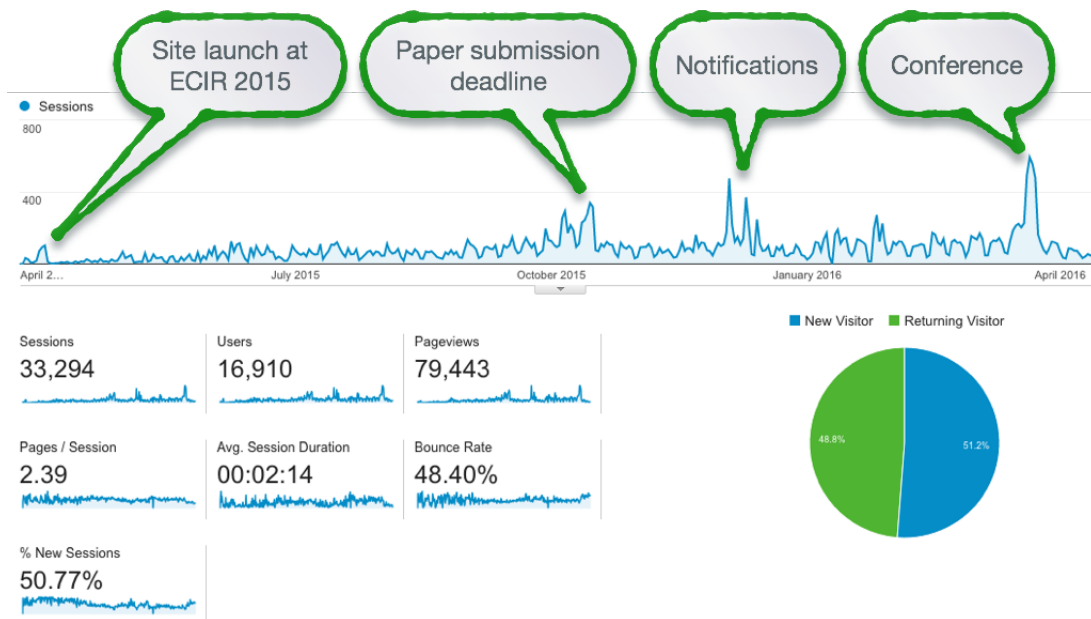 Site launch at
ECIR 2015
Paper submission
deadline
Notifications
Conference
Sessions
800
400
April 2…
July 2015
October 2015
January 2016
April 2016
New Visitor
Returning Visitor
Sessions
33,294
Users
16,910
Pageviews
79,443
48.8%
51.2%
Pages / Session
2.39
Avg. Session Duration
00:02:14
Bounce Rate
48.40%
% New Sessions
50.77%